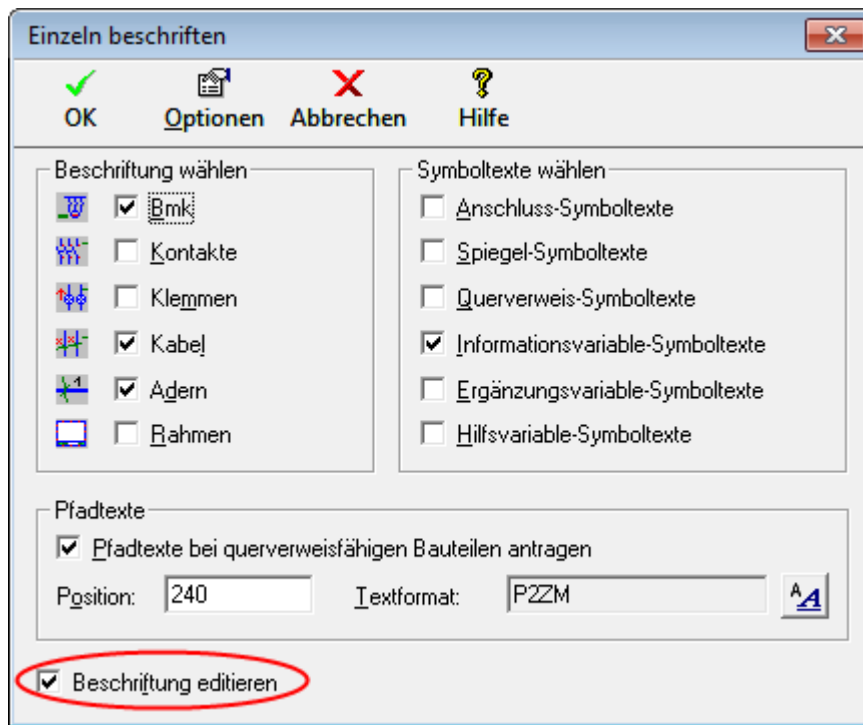 Einzeln beschriften
OK Optionen Abbrechen Hilfe
Beschriftung wählen
Bmk
Kontakte
Klemmen
Kabel
Adern
Rahmen
Symboltexte wählen
Anschluss-Symboltexte
Spiegel-Symboltexte
Querverweis-Symboltexte
Informationsvariable-Symboltexte
Ergänzungsvariable-Symboltexte
Hilfsvariable-Symboltexte
Pfadtexte
Pfadtexte bei querverweisfähigen Bauteilen antragen
Position: 240 Textformat: P2ZM
Beschriftung editieren